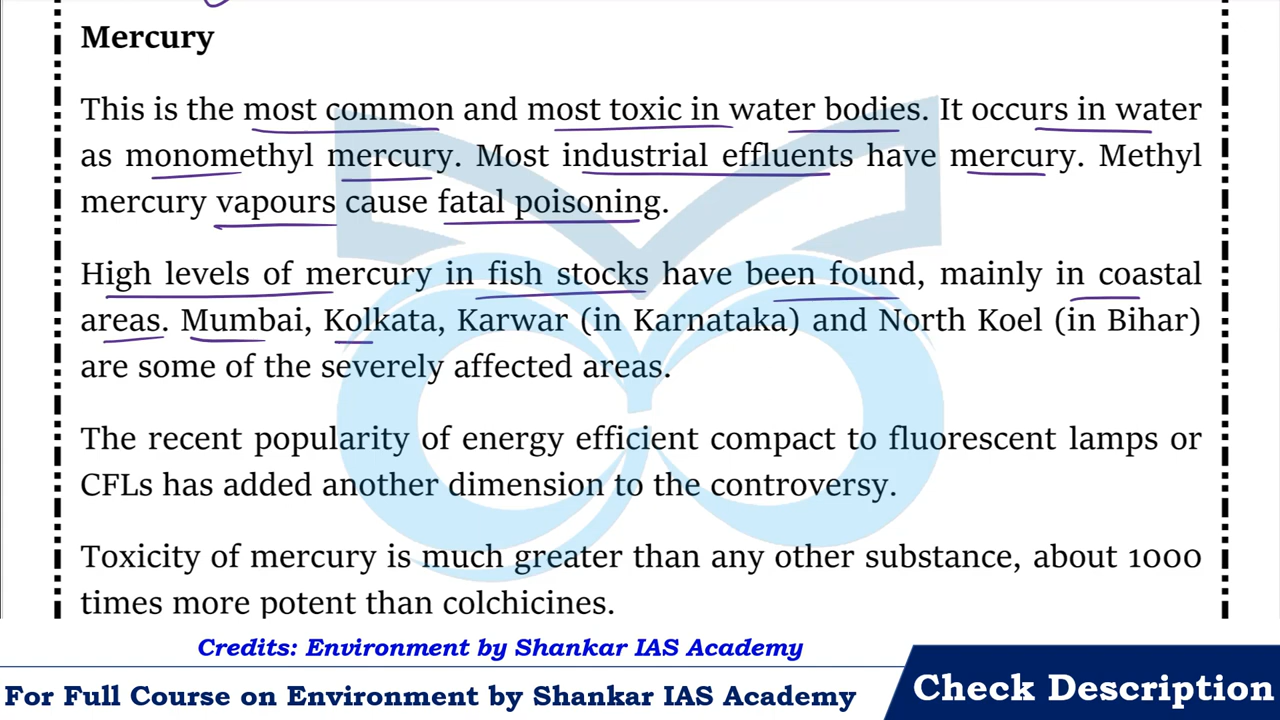 Mercury
This is the most common and most toxic in water bodies. It occurs in water
as monomethyl mercury. Most industrial effluents have mercury. Methyl
mercury vapours cause fatal poisoning.
High levels of mercury in fish stocks have been found, mainly in coastal
areas. Mumbai, Kolkata, Karwar (in Karnataka) and North Koel (in Bihar)
are some of the severely affected areas.
The recent popularity of energy efficient compact to fluorescent lamps or
CFLs has added another dimension to the controversy.
Toxicity of mercury is much greater than any other substance, about 1000
times more potent than colchicines.
Credits: Environment by Shankar IAS Academy
For Full Course on Environment by Shankar IAS Academy
Check Description